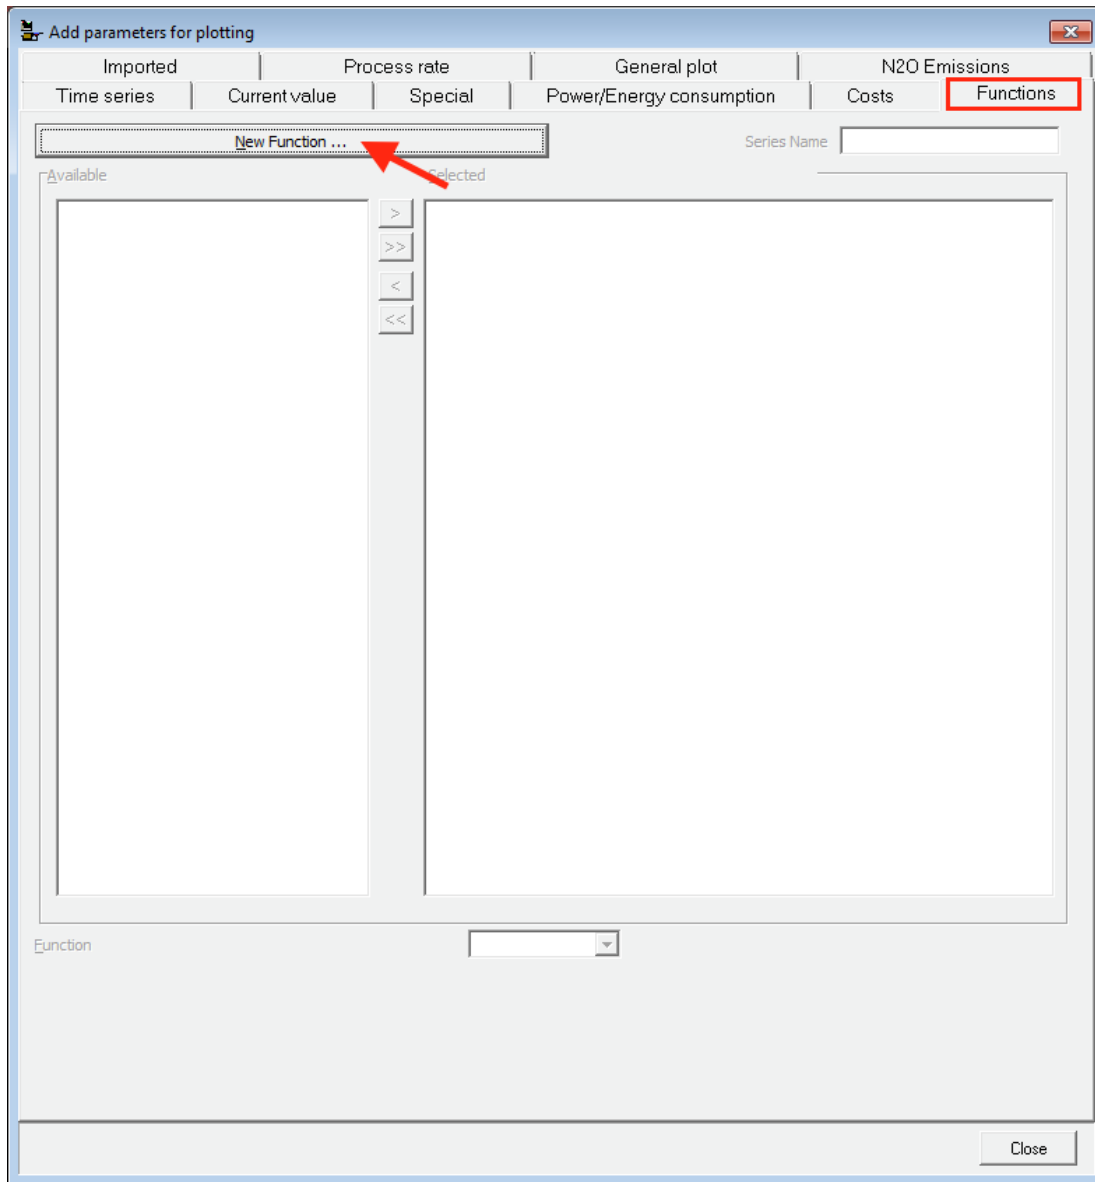 Add parameters for plotting
Imported Process rate General plot N2O Emissions
Time series Current value Special Power/Energy consumption Costs Functions
New Function ... Series Name
Available Selected
>
>>
<
<<
Function
Close